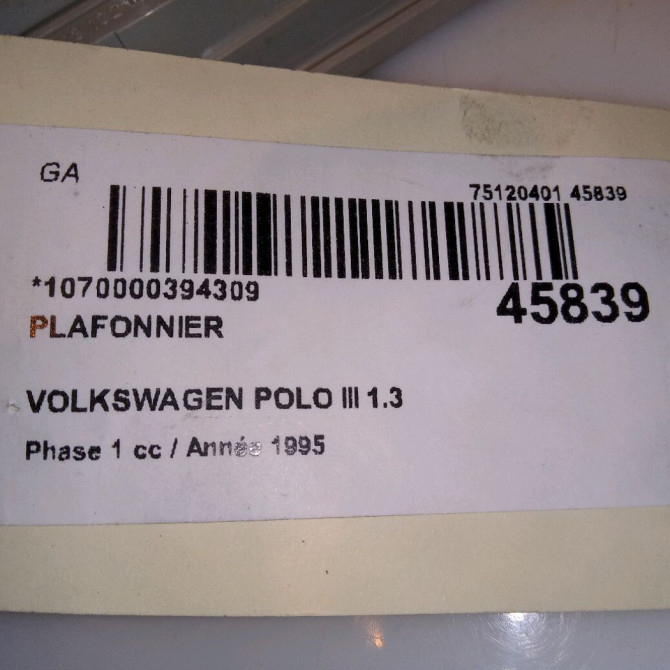 GA
75120401 45839
*1070000394309
45839
PLAFONNIER
VOLKSWAGEN POLO III 1.3
Phase 1 cc / Année 1995